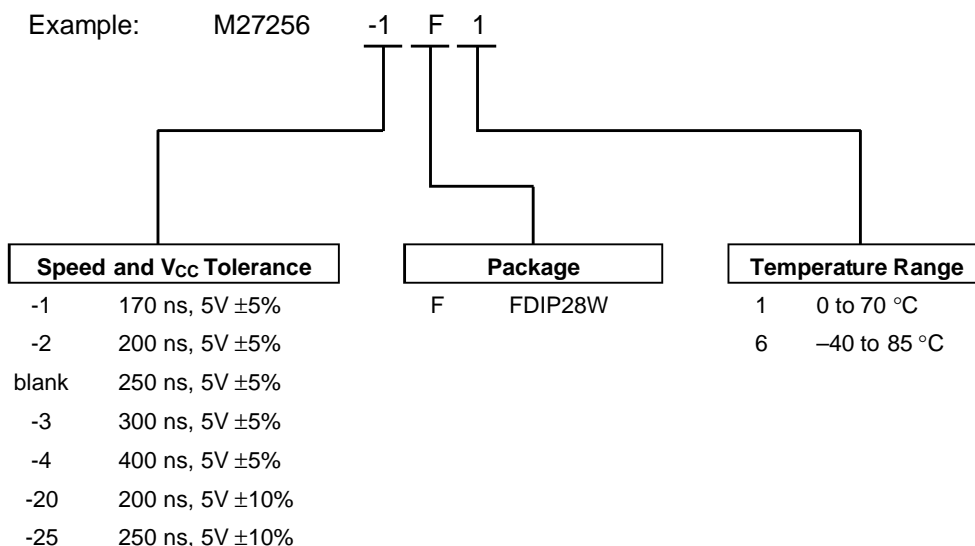 Example: M27256 -1 F 1
Speed and VCC Tolerance
-1 170 ns, 5V ±5%
-2 200 ns, 5V ±5%
blank 250 ns, 5V ±5%
-3 300 ns, 5V ±5%
-4 400 ns, 5V ±5%
-20 200 ns, 5V ±10%
-25 250 ns, 5V ±10%
Package
F FDIP28W
Temperature Range
1 0 to 70 °C
6 –40 to 85 °C